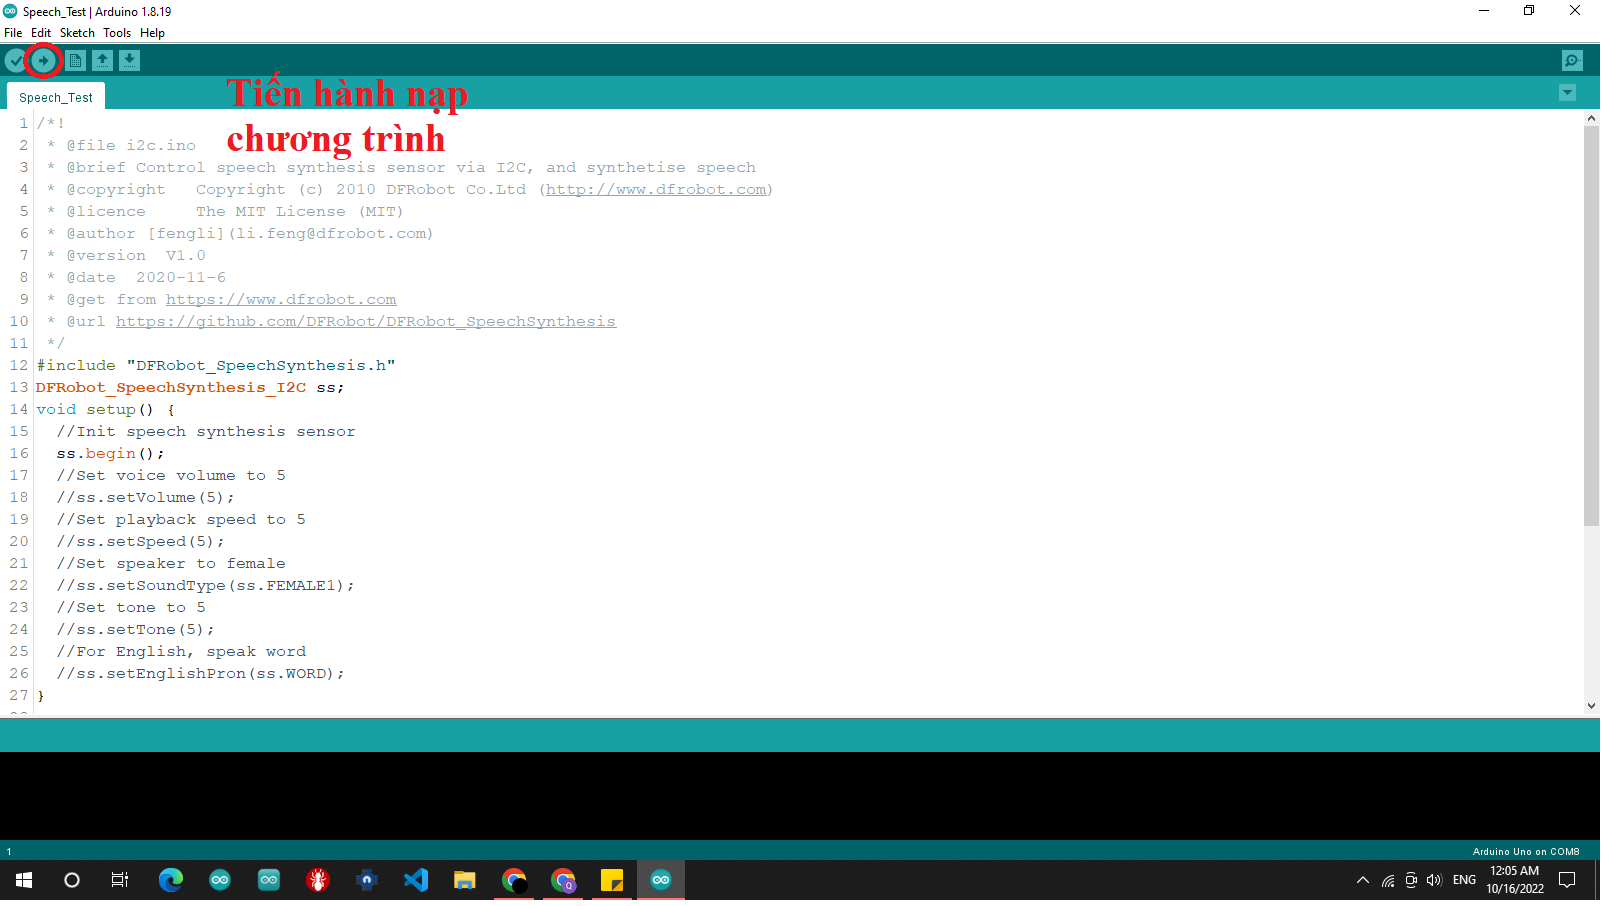 Speech_Test | Arduino 1.8.19
File Edit Sketch Tools Help
Tiến hành nạp
chương trình
Speech_Test
1 /*!
2 * @file i2c.ino
3 * @brief Control speech synthesis sensor via I2C, and synthetise speech
4 * @copyright   Copyright (c) 2010 DFRobot Co.Ltd (http://www.dfrobot.com)
5 * @licence     The MIT License (MIT)
6 * @author [fengli](li.feng@dfrobot.com)
7 * @version  V1.0
8 * @date  2020-11-6
9 * @get from https://www.dfrobot.com
10 * @url https://github.com/DFRobot/DFRobot_SpeechSynthesis
11 */
12 #include "DFRobot_SpeechSynthesis.h"
13 DFRobot_SpeechSynthesis_I2C ss;
14 void setup() {
15   //Init speech synthesis sensor
16   ss.begin();
17   //Set voice volume to 5
18   //ss.setVolume(5);
19   //Set playback speed to 5
20   //ss.setSpeed(5);
21   //Set speaker to female
22   //ss.setSoundType(ss.FEMALE1);
23   //Set tone to 5
24   //ss.setTone(5);
25   //For English, speak word
26   //ss.setEnglishPron(ss.WORD);
27 }
1
Arduino Uno on COM8
Q
ENG
12:05 AM
10/16/2022